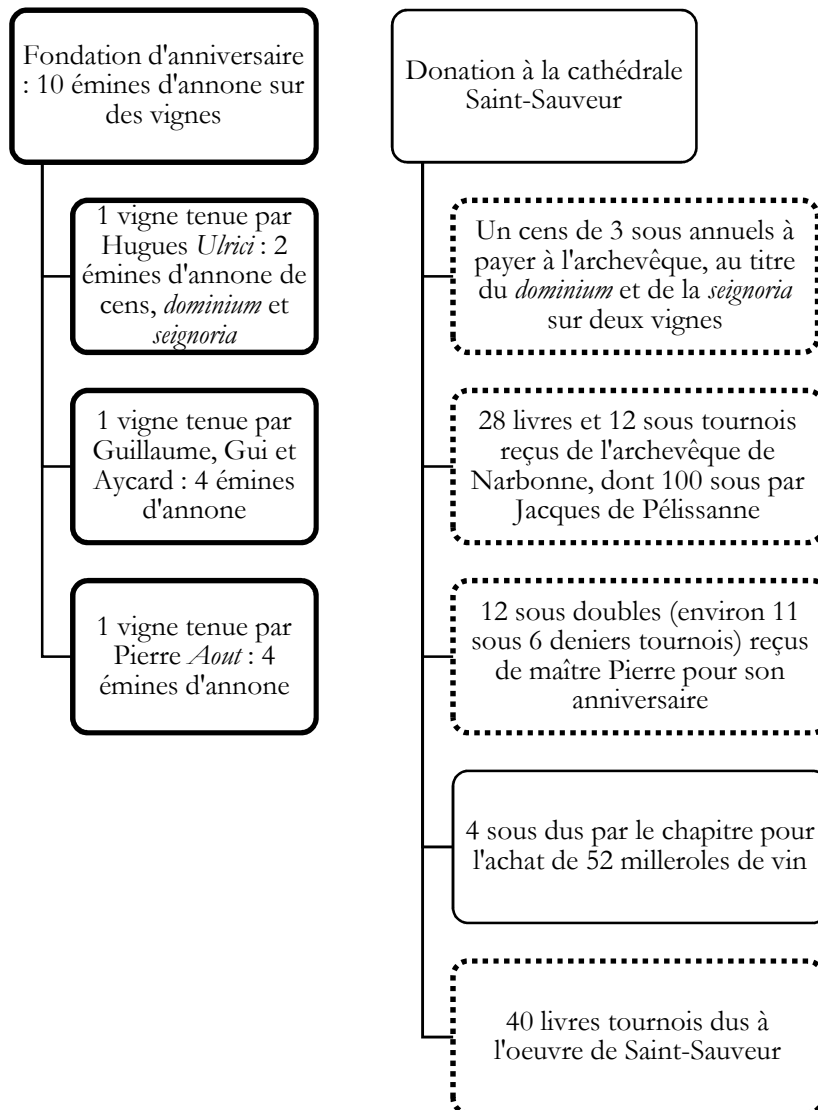 Fondation d'anniversaire
: 10 émines d'annone sur
des vignes
1 vigne tenue par
Hugues Ulrici : 2
émines d'annone de
cens, dominium et
seignoria
1 vigne tenue par
Guillaume, Gui et
Aycard : 4 émines
d'annone
1 vigne tenue par
Pierre Aout : 4
émines d'annone
Donation à la cathédrale
Saint-Sauveur
Un cens de 3 sous annuels à
payer à l'archevêque, au titre
du dominium et de la seignoria
sur deux vignes
28 livres et 12 sous tournois
reçus de l'archevêque de
Narbonne, dont 100 sous par
Jacques de Pélissanne
12 sous doubles (environ 11
sous 6 deniers tournois) reçus
de maître Pierre pour son
anniversaire
4 sous dus par le chapitre pour
l'achat de 52 milleroles de vin
40 livres tournois dus à
l'oeuvre de Saint-Sauveur